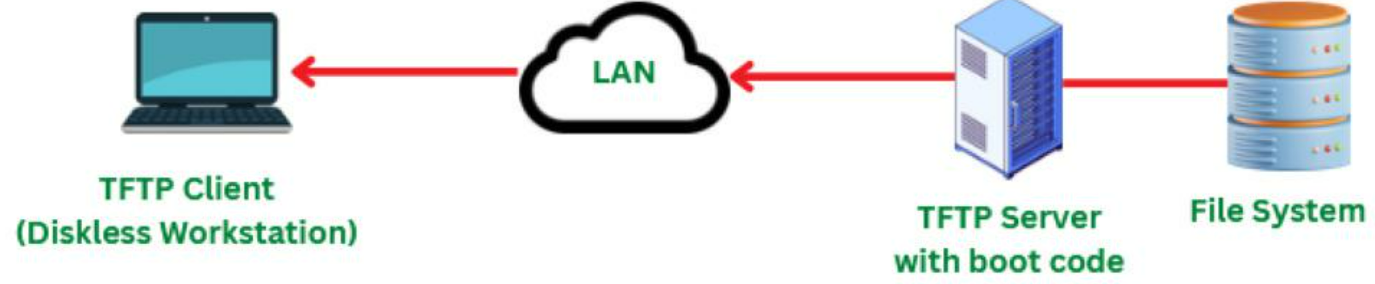 LAN
TFTP Client
(Diskless Workstation)
TFTP Server
with boot code
File System